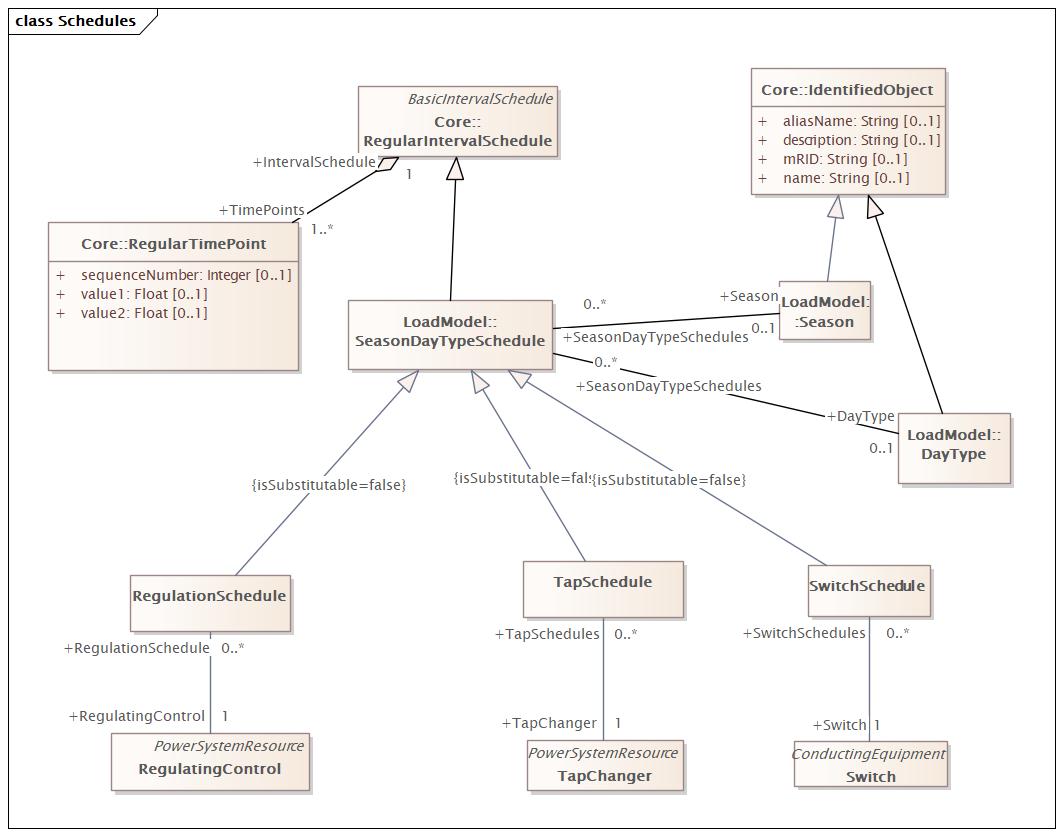 class Schedules
BasicIntervalSchedule
Core::
RegularIntervalSchedule
Core::IdentifiedObject
+ aliasName: String [0..1]
+ description: String [0..1]
+ mRID: String [0..1]
+ name: String [0..1]
+IntervalSchedule
1
+TimePoints
1..*
Core::RegularTimePoint
+ sequenceNumber: Integer [0..1]
+ value1: Float [0..1]
+ value2: Float [0..1]
LoadModel::
SeasonDayTypeSchedule
0..*
+SeasonDayTypeSchedules
+Season
0..1
LoadModel:
:Season
0..*
+SeasonDayTypeSchedules
+DayType
0..1
LoadModel::
DayType
{isSubstitutable=false}
{isSubstitutable=fals
{isSubstitutable=false}
RegulationSchedule
+RegulationSchedule 0..*
+RegulatingControl 1
PowerSystemResource
RegulatingControl
TapSchedule
+TapSchedules 0..*
+TapChanger 1
PowerSystemResource
TapChanger
SwitchSchedule
+SwitchSchedules 0..*
+Switch 1
ConductingEquipment
Switch